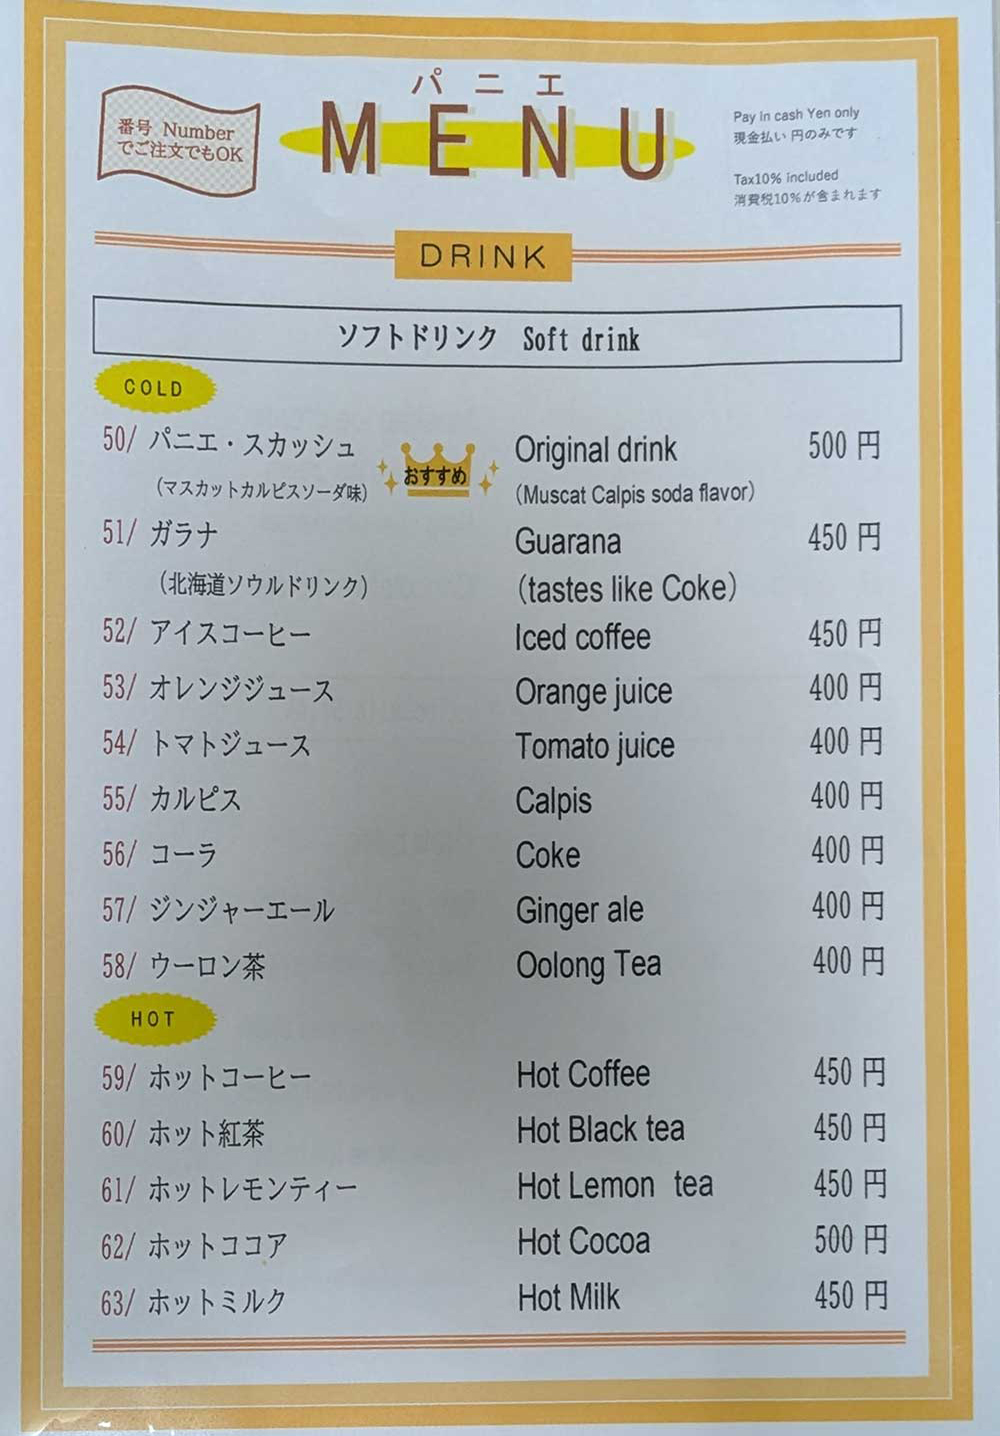 パニエ
MENU
番号 Number
でご注文でもOK
Pay in cash Yen only
現金払い 円のみです
Tax10% included
消費税10%が含まれます
DRINK
ソフトドリンク Soft drink
COLD
50/ パニエ・スカッシュ おすすめ Original drink 500 円
（マスカットカルピスソーダ味） （Muscat Calpis soda flavor）
51/ ガラナ Guarana 450 円
（北海道ソウルドリンク） （tastes like Coke）
52/ アイスコーヒー Iced coffee 450 円
53/ オレンジジュース Orange juice 400 円
54/ トマトジュース Tomato juice 400 円
55/ カルピス Calpis 400 円
56/ コーラ Coke 400 円
57/ ジンジャーエール Ginger ale 400 円
58/ ウーロン茶 Oolong Tea 400 円
HOT
59/ ホットコーヒー Hot Coffee 450 円
60/ ホット紅茶 Hot Black tea 450 円
61/ ホットレモンティー Hot Lemon tea 450 円
62/ ホットココア Hot Cocoa 500 円
63/ ホットミルク Hot Milk 450 円